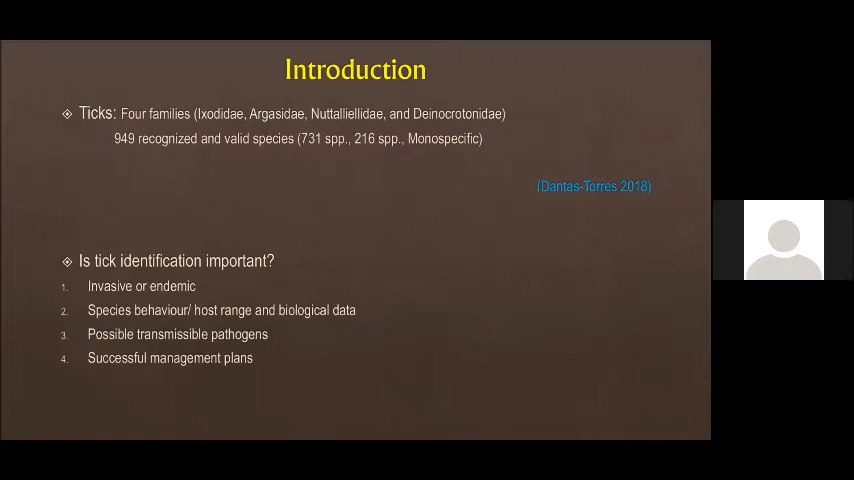 Introduction
Ticks: Four families (Ixodidae, Argasidae, Nuttalliellidae, and Deinocrotonidae)
949 recognized and valid species (731 spp., 216 spp., Monospecific)
(Dantas-Torres 2018)
Is tick identification important?
1. Invasive or endemic
2. Species behaviour/ host range and biological data
3. Possible transmissible pathogens
4. Successful management plans